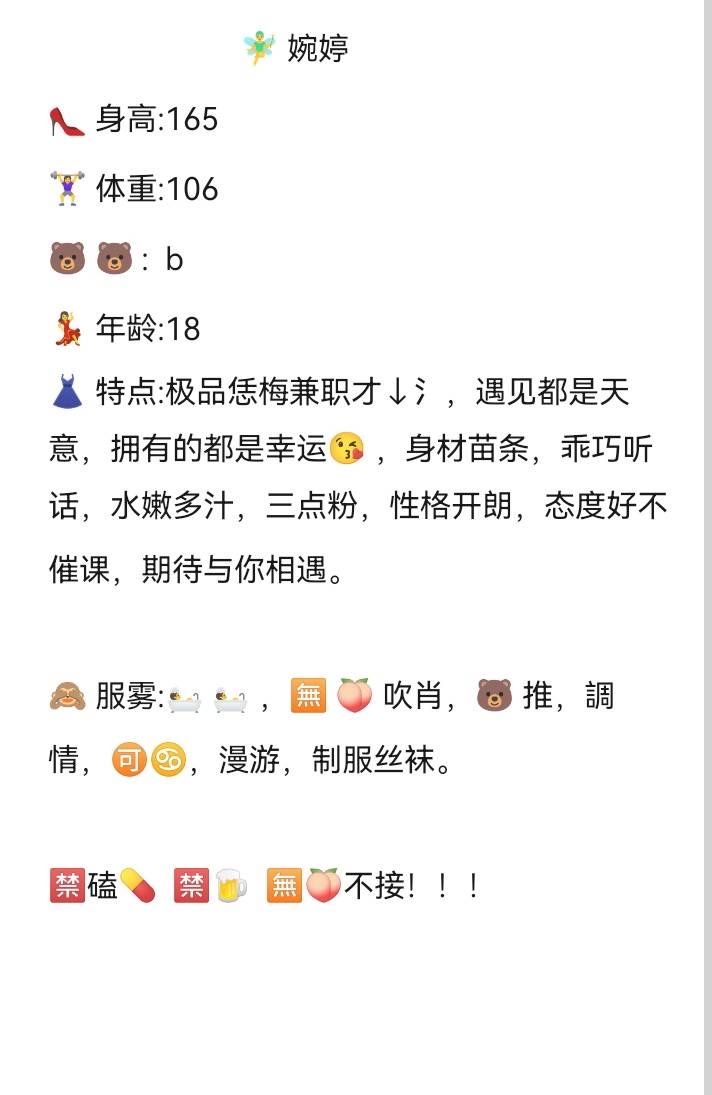 🧚‍♂️ 婉婷
👠 身高:165
🏋️‍♀️ 体重:106
🐻 🐻 ：b
💃 年龄:18
👗 特点:极品恁梅兼职才↓氵，遇见都是天
意，拥有的都是幸运😘 ，身材苗条，乖巧听
话，水嫩多汁，三点粉，性格开朗，态度好不
催课，期待与你相遇。
🙈 服雾:🛀 🛀 ，🈚 🍑 吹肖，🐻 推，調
情，🉑♋，漫游，制服丝袜。
🈲磕💊 🈲🍺 🈚🍑不接！！！